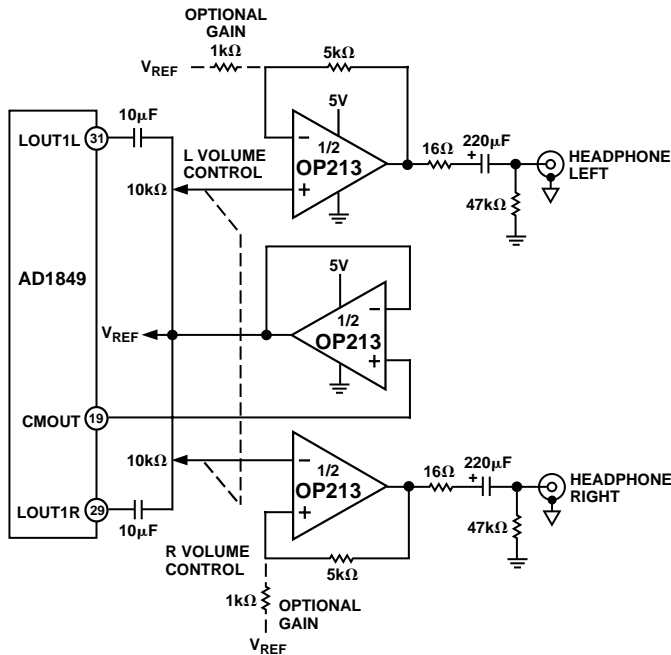 OPTIONAL
GAIN
1kΩ
5kΩ
VREF
10µF
5V
LOUT1L
31
L VOLUME
CONTROL
−
1/2
OP213
+
16Ω
220µF
+
HEADPHONE
LEFT
10kΩ
47kΩ
AD1849
5V
−
1/2
OP213
+
VREF
CMOUT
19
10kΩ
−
1/2
OP213
+
16Ω
220µF
+
HEADPHONE
RIGHT
LOUT1R
29
10µF
47kΩ
R VOLUME
CONTROL
5kΩ
1kΩ
OPTIONAL
GAIN
VREF